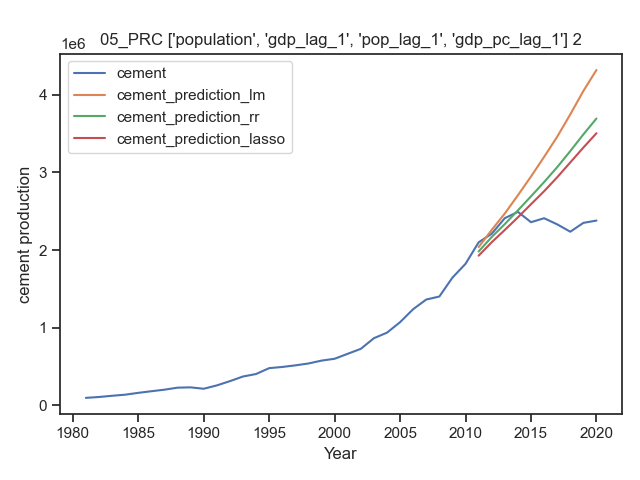 05_PRC ['population', 'gdp_lag_1', 'pop_lag_1', 'gdp_pc_lag_1'] 2
1e6
cement
cement_prediction_lm
cement_prediction_rr
cement_prediction_lasso
cement production
4
3
2
1
0
1980 1985 1990 1995 2000 2005 2010 2015 2020
Year